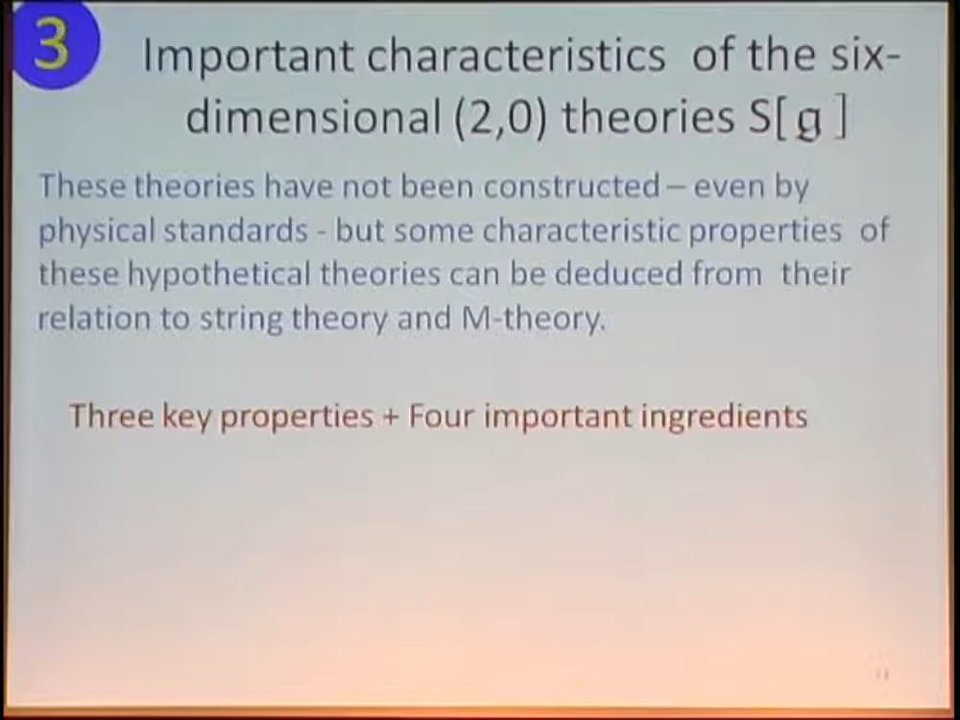 3
Important characteristics of the six-
dimensional (2,0) theories S[g]
These theories have not been constructed – even by
physical standards - but some characteristic properties of
these hypothetical theories can be deduced from their
relation to string theory and M-theory.
Three key properties + Four important ingredients